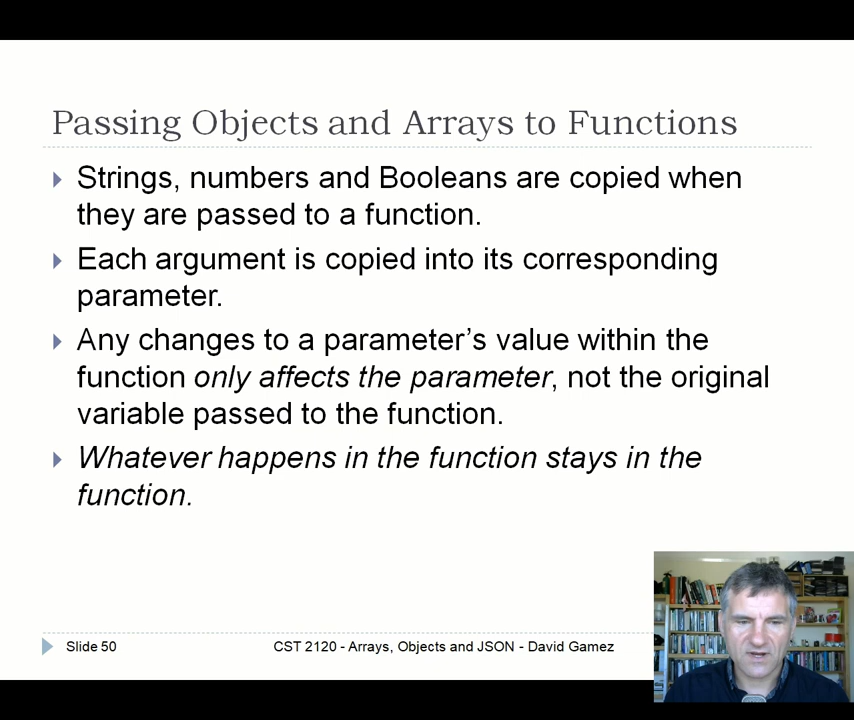 Passing Objects and Arrays to Functions
Strings, numbers and Booleans are copied when
they are passed to a function.
Each argument is copied into its corresponding
parameter.
Any changes to a parameter’s value within the
function only affects the parameter, not the original
variable passed to the function.
Whatever happens in the function stays in the
function.
Slide 50
CST 2120 - Arrays, Objects and JSON - David Gamez